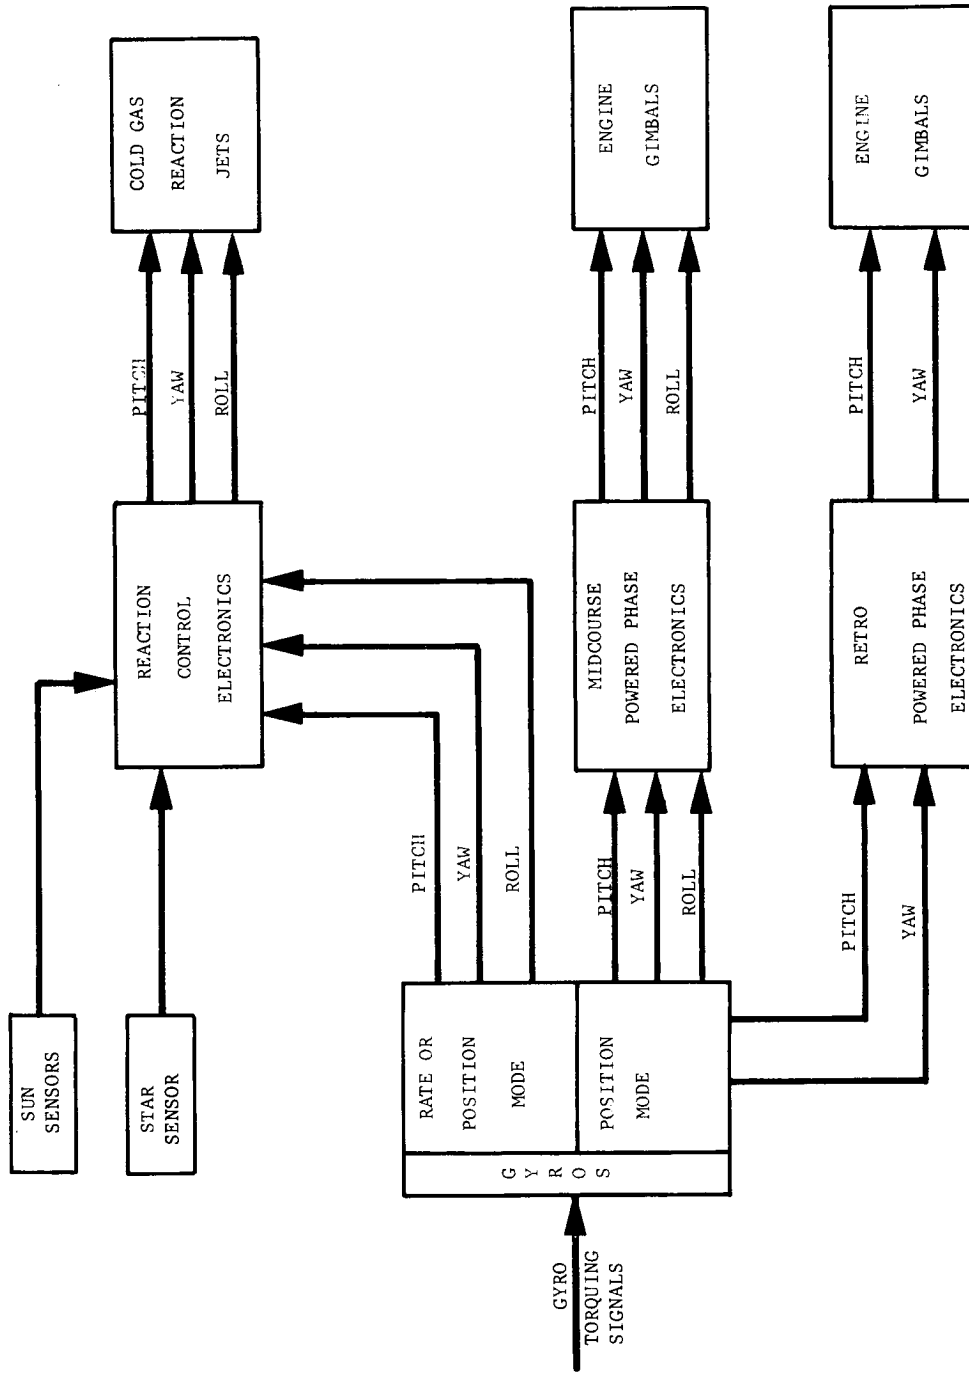 SUN
SENSORS
STAR
SENSOR
REACTION
CONTROL
ELECTRONICS
PITCH
YAW
ROLL
COLD GAS
REACTION
JETS
GYRO
TORQUING
SIGNALS
GYROS
RATE OR
POSITION
MODE
PITCH
YAW
ROLL
POSITION
MODE
PITCH
YAW
ROLL
MIDCOURSE
POWERED PHASE
ELECTRONICS
PITCH
YAW
ROLL
ENGINE
GIMBALS
PITCH
YAW
RETRO
POWERED PHASE
ELECTRONICS
PITCH
YAW
ENGINE
GIMBALS